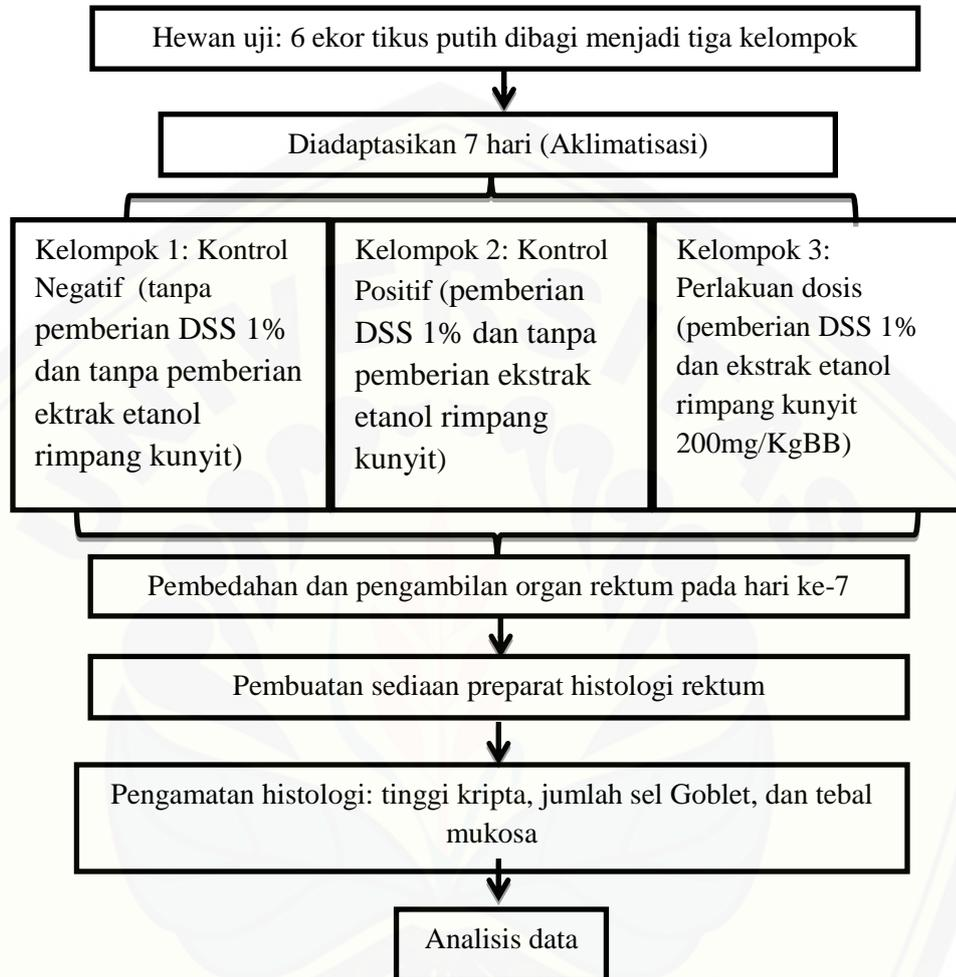 Hewan uji: 6 ekor tikus putih dibagi menjadi tiga kelompok
Diadaptasikan 7 hari (Aklimatisasi)
Kelompok 1: Kontrol
Negatif (tanpa
pemberian DSS 1%
dan tanpa pemberian
ektrak etanol
rimpang kunyit)
Kelompok 2: Kontrol
Positif (pemberian
DSS 1% dan tanpa
pemberian ekstrak
etanol rimpang
kunyit)
Kelompok 3:
Perlakuan dosis
(pemberian DSS 1%
dan ekstrak etanol
rimpang kunyit
200mg/KgBB)
Pembedahan dan pengambilan organ rektum pada hari ke-7
Pembuatan sediaan preparat histologi rektum
Pengamatan histologi: tinggi kripta, jumlah sel Goblet, dan tebal
mukosa
Analisis data
UNIVERSITAS